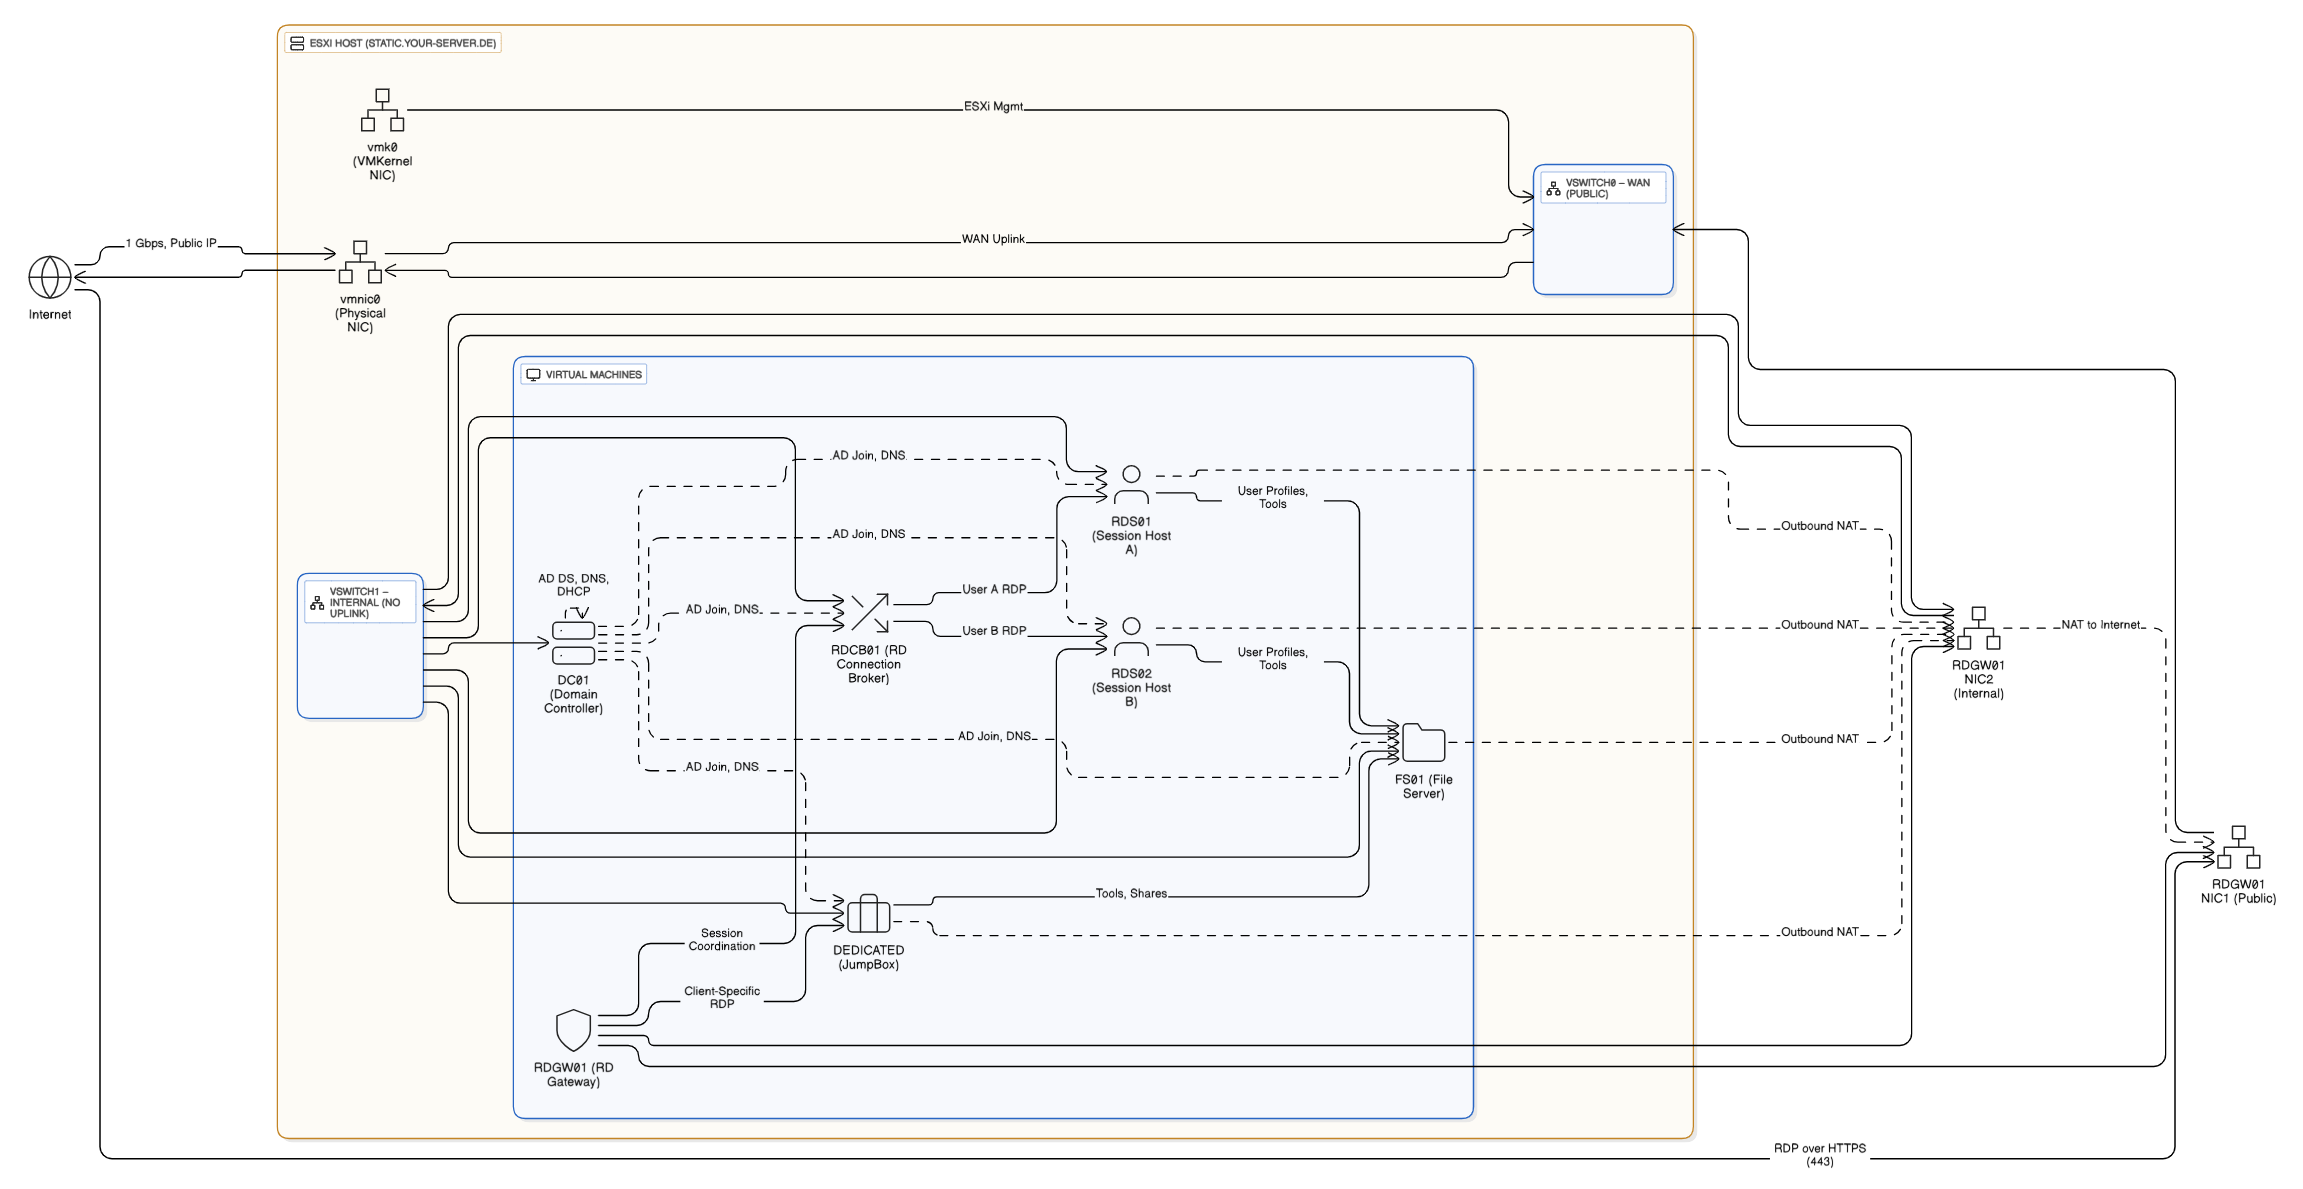 ESXI HOST (STATIC.YOUR-SERVER.DE)
vmk0
(VMKernel
NIC)
ESXi Mgmt
VSWITCH0 – WAN
(PUBLIC)
1 Gbps, Public IP
Internet
vmnic0
(Physical
NIC)
WAN Uplink
VIRTUAL MACHINES
AD Join, DNS
RDS01
(Session Host
A)
User Profiles,
Tools
Outbound NAT
AD Join, DNS
VSWITCH1 –
INTERNAL (NO
UPLINK)
AD DS, DNS,
DHCP
DC01
(Domain
Controller)
AD Join, DNS
RDCB01 (RD
Connection
Broker)
User A RDP
User B RDP
RDS02
(Session Host
B)
User Profiles,
Tools
Outbound NAT
RDGW01
NIC2
(Internal)
NAT to Internet
AD Join, DNS
AD Join, DNS
FS01 (File
Server)
Outbound NAT
RDGW01
NIC1 (Public)
Tools, Shares
DEDICATED
(JumpBox)
Outbound NAT
Session
Coordination
Client-Specific
RDP
RDGW01 (RD
Gateway)
RDP over HTTPS
(443)